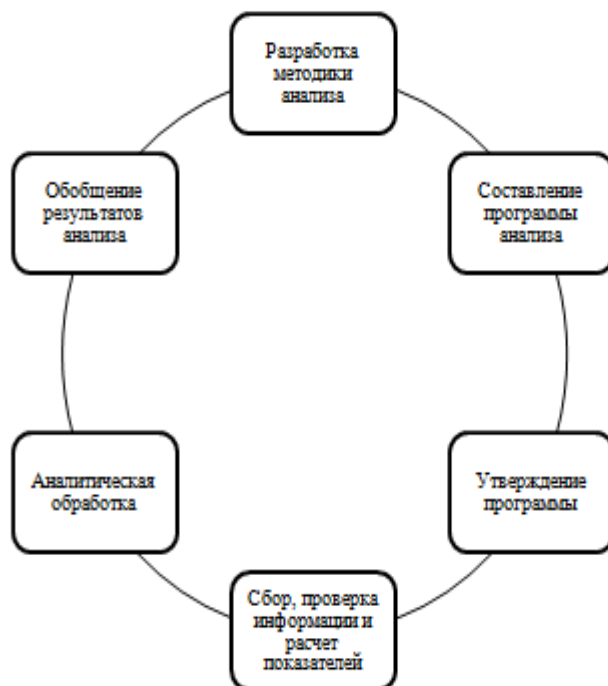 Разработка
методики
анализа
Составление
программы
анализа
Утверждение
программы
Сбор, проверка
информации и
расчет
показателей
Аналитическая
обработка
Обобщение
результатов
анализа